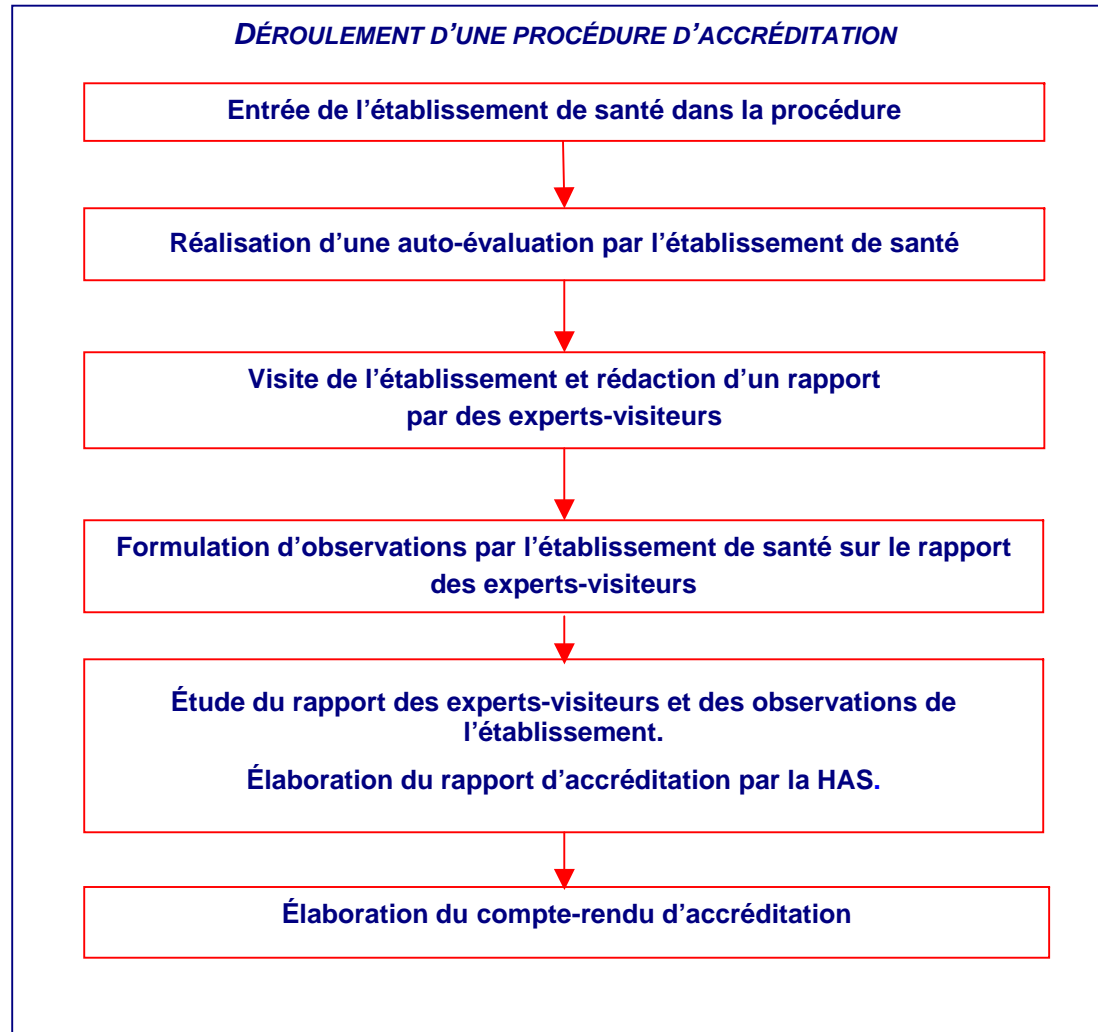 DÉROULEMENT D'UNE PROCÉDURE D'ACCRÉDITATION
Entrée de l'établissement de santé dans la procédure
Réalisation d'une auto-évaluation par l'établissement de santé
Visite de l'établissement et rédaction d'un rapport
par des experts-visiteurs
Formulation d'observations par l'établissement de santé sur le rapport
des experts-visiteurs
Étude du rapport des experts-visiteurs et des observations de
l'établissement.
Élaboration du rapport d'accréditation par la HAS.
Élaboration du compte-rendu d'accréditation